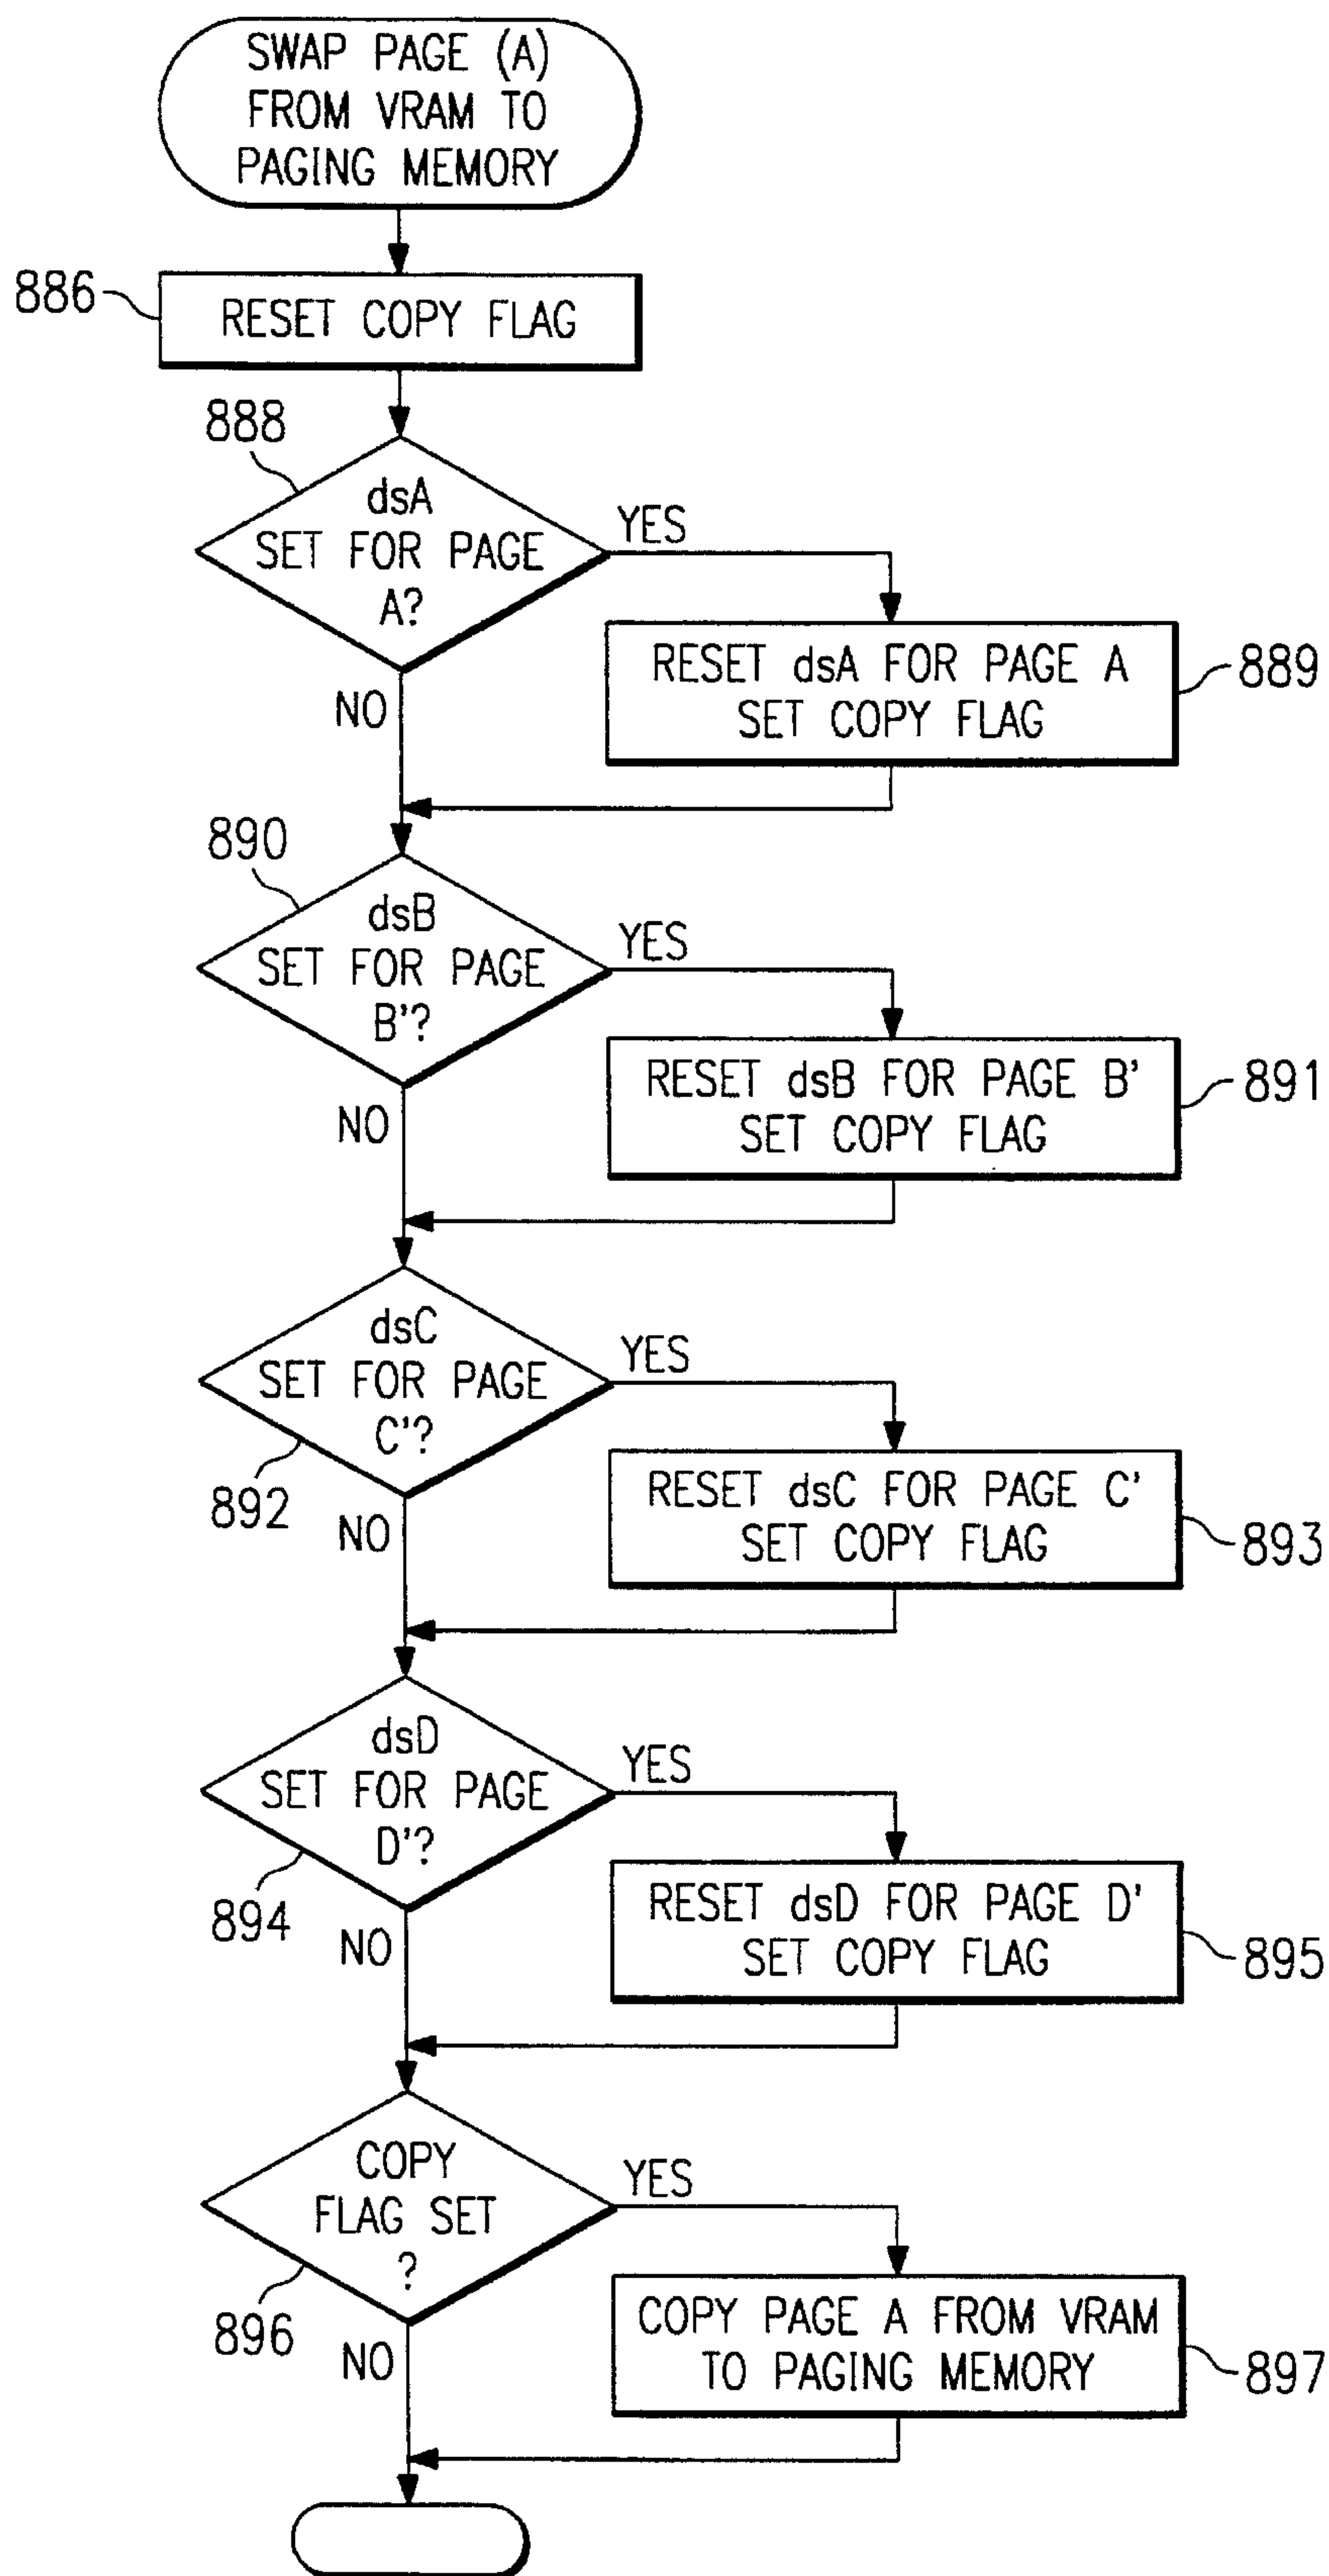 SWAP PAGE (A)
FROM VRAM TO
PAGING MEMORY
886
RESET COPY FLAG
888
dsA
SET FOR PAGE
A?
YES
NO
RESET dsA FOR PAGE A
SET COPY FLAG
889
890
dsB
SET FOR PAGE
B'?
YES
NO
RESET dsB FOR PAGE B'
SET COPY FLAG
891
dsC
SET FOR PAGE
C'?
YES
892
NO
RESET dsC FOR PAGE C'
SET COPY FLAG
893
dsD
SET FOR PAGE
D'?
YES
894
NO
RESET dsD FOR PAGE D'
SET COPY FLAG
895
COPY
FLAG SET
?
YES
896
NO
COPY PAGE A FROM VRAM
TO PAGING MEMORY
897